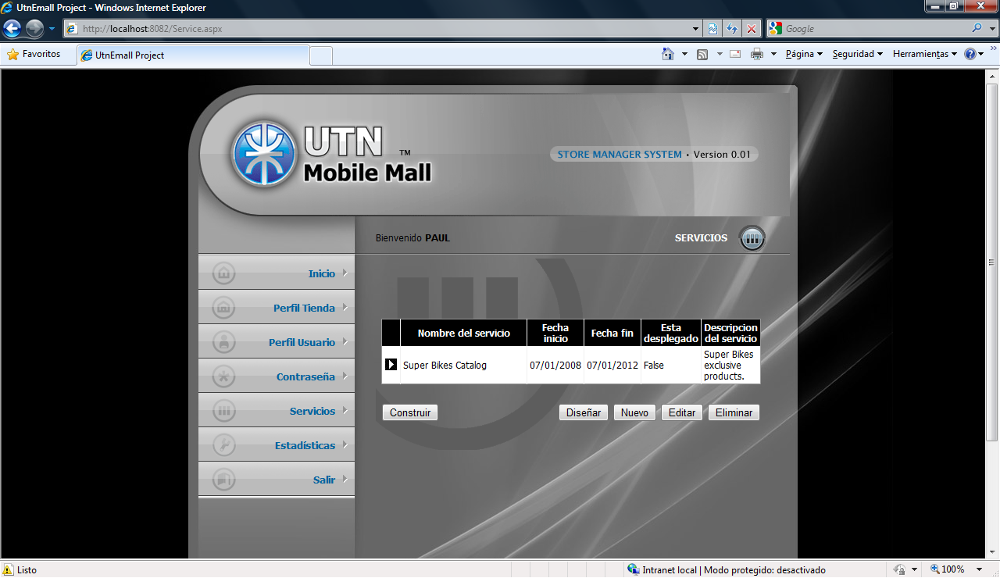 UtnEmall Project - Windows Internet Explorer
http://localhost:8082/Service.aspx
Google
Favoritos
UtnEmall Project
Página
Seguridad
Herramientas
UTN ™
Mobile Mall
STORE MANAGER SYSTEM • Version 0.01
Bienvenido PAUL
SERVICIOS
Inicio
Perfil Tienda
Perfil Usuario
Contraseña
Servicios
Estadísticas
Salir
Nombre del servicio
Fecha
inicio
Fecha fin
Esta
desplegado
Descripcion
del servicio
Super Bikes Catalog
07/01/2008
07/01/2012
False
Super Bikes
exclusive
products.
Construir
Diseñar
Nuevo
Editar
Eliminar
Listo
Intranet local | Modo protegido: desactivado
100%